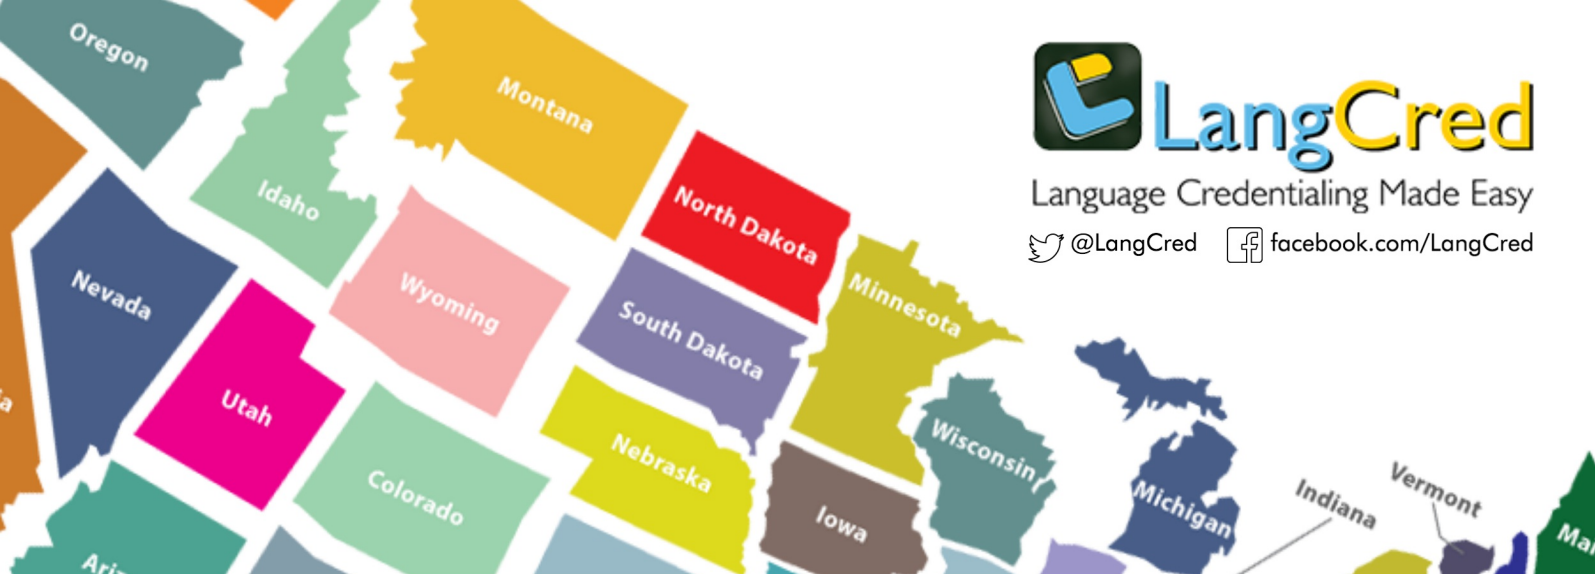 Oregon
Montana
LangCred
Language Credentialing Made Easy
@LangCred facebook.com/LangCred
Idaho
North Dakota
Nevada
Wyoming
Minnesota
South Dakota
Utah
Nebraska
Wisconsin
Colorado
Iowa
Michigan
Indiana
Vermont